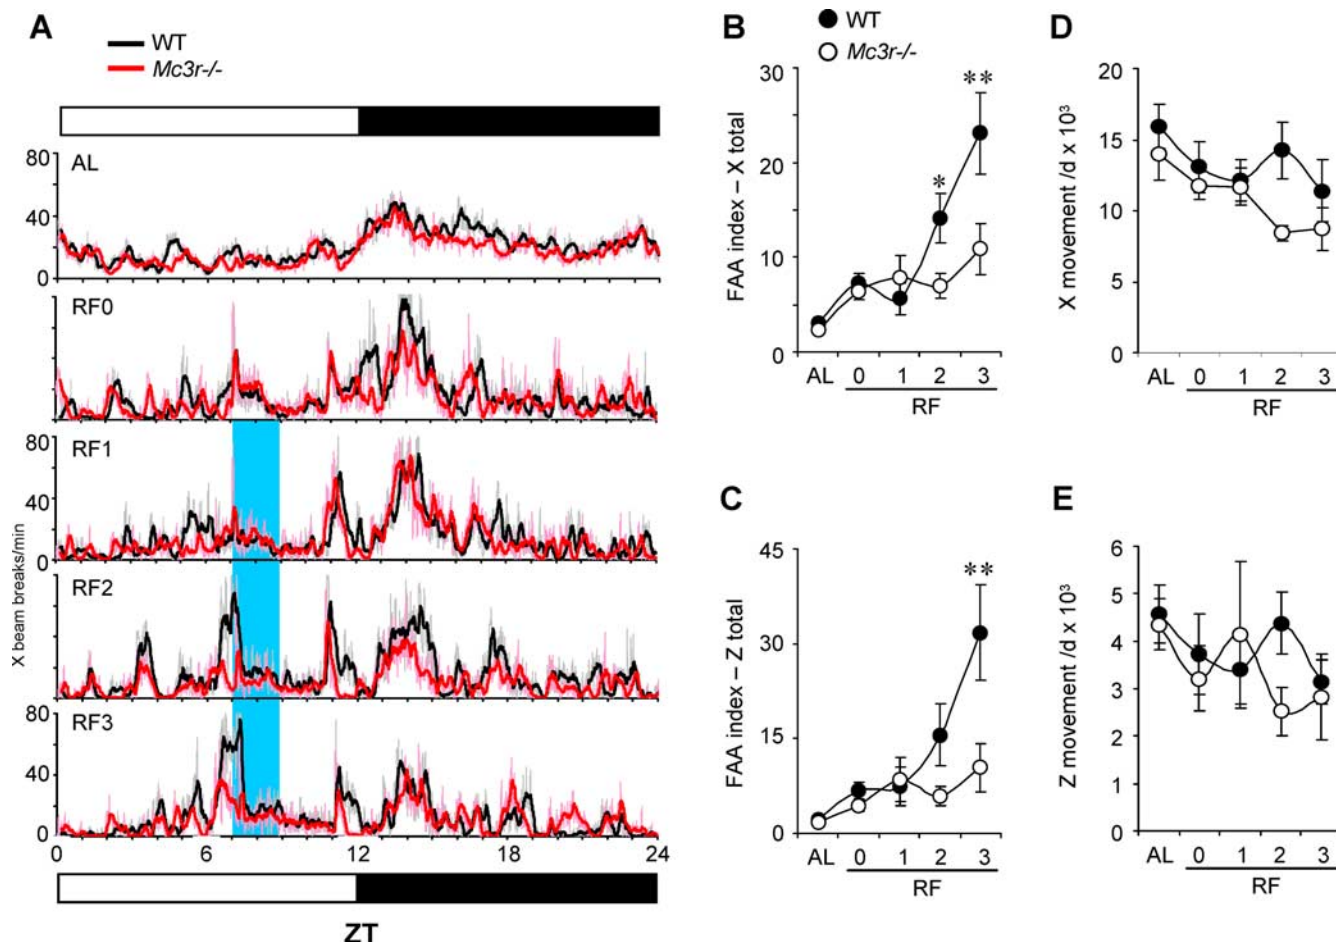 A
WT
Mc3r-/-
80
40
0
AL
RF0
80
40
0
RF1
RF2
80
40
0
RF3
X beam breaks/min
0 6 12 18 24
ZT
B
WT
Mc3r-/-
30
20
10
0
FAA index – X total
*
**
AL 0 1 2 3
RF
C
45
30
15
0
FAA index – Z total
**
AL 0 1 2 3
RF
D
20
15
10
5
0
X movement /d x 10³
AL 0 1 2 3
RF
E
6
5
4
3
2
1
0
Z movement /d x 10³
AL 0 1 2 3
RF